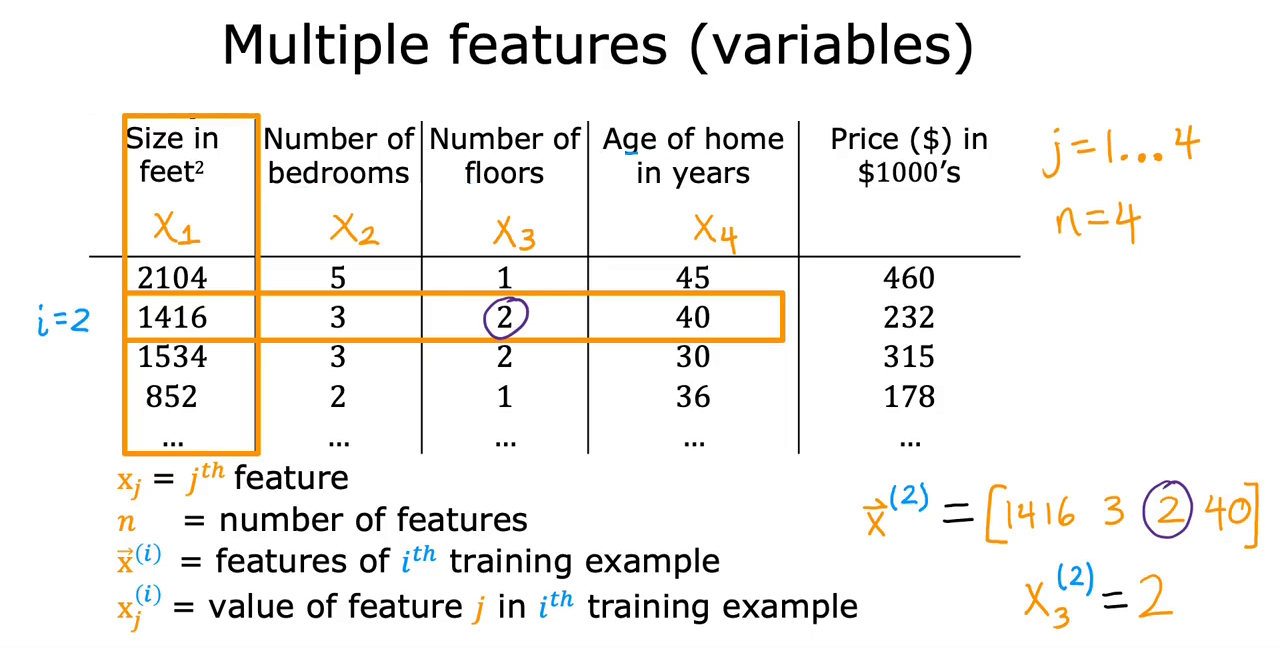 Multiple features (variables)
Size in feet² Number of bedrooms Number of floors Age of home in years Price ($) in $1000's
X₁ X₂ X₃ X₄
j=1...4
n=4
2104 5 1 45 460
i=2 1416 3 2 40 232
1534 3 2 30 315
852 2 1 36 178
... ... ... ... ...
xⱼ = jᵗʰ feature
n = number of features
x⃗⁽ⁱ⁾ = features of iᵗʰ training example
xⱼ⁽ⁱ⁾ = value of feature j in iᵗʰ training example
x⃗⁽²⁾ = [1416 3 2 40]
X₃⁽²⁾ = 2